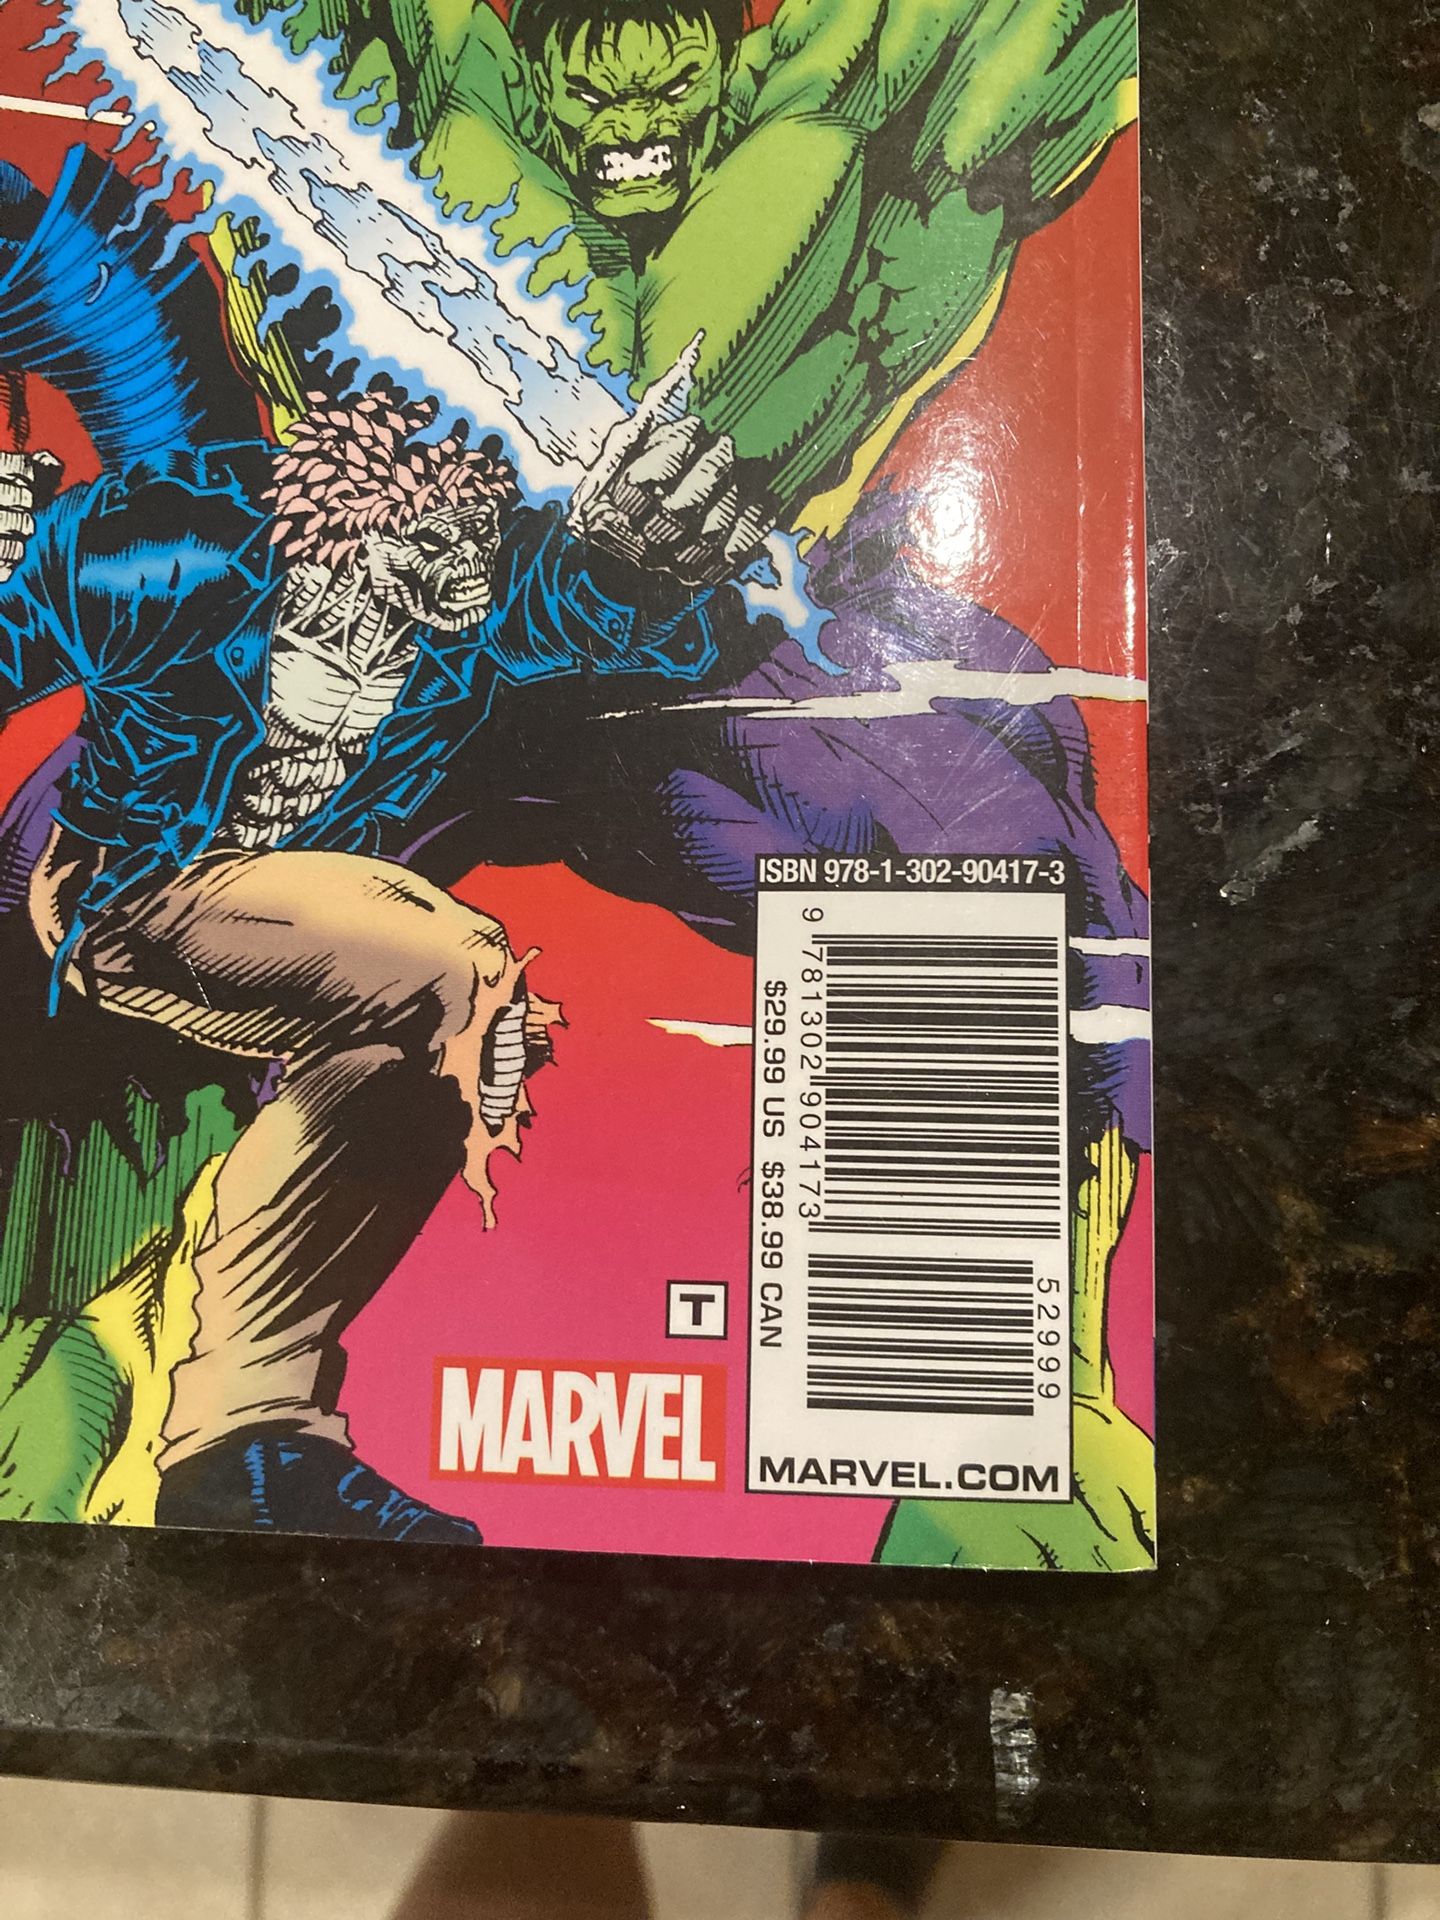 ISBN 978-1-302-90417-3
9 781302 904173
52999
$29.99 US $38.99 CAN
T
MARVEL
MARVEL.COM